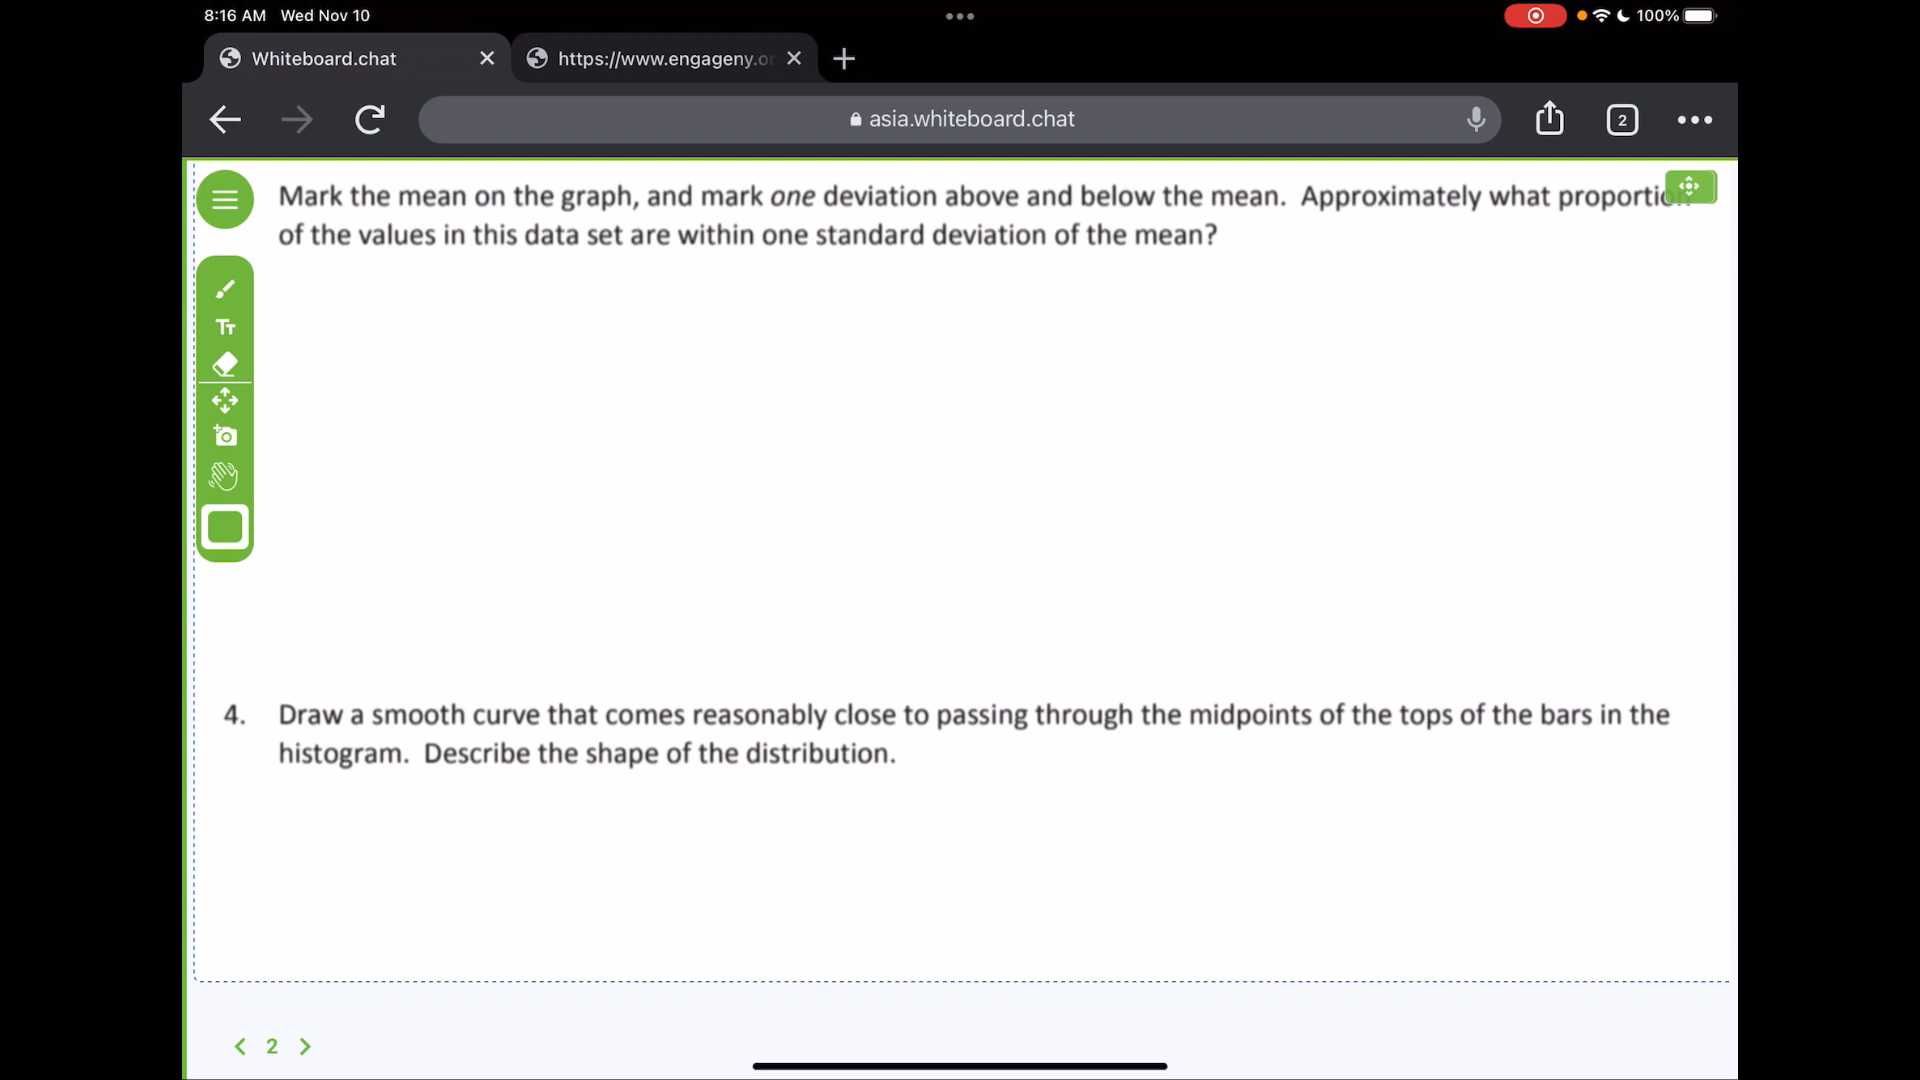 8:16 AM Wed Nov 10
100%
Whiteboard.chat
https://www.engageny.o
asia.whiteboard.chat
2
Mark the mean on the graph, and mark one deviation above and below the mean. Approximately what proportion
of the values in this data set are within one standard deviation of the mean?
Tт
4. Draw a smooth curve that comes reasonably close to passing through the midpoints of the tops of the bars in the
histogram. Describe the shape of the distribution.
< 2 >